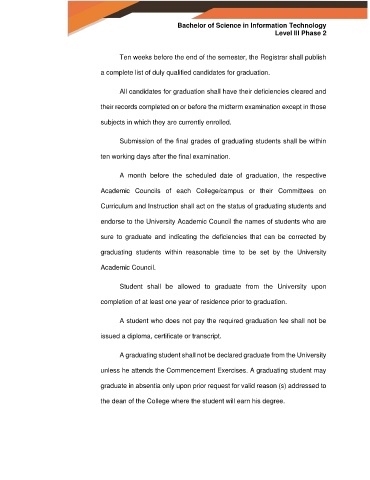 Bachelor of Science in Information Technology
Level III Phase 2
Ten weeks before the end of the semester, the Registrar shall publish
a complete list of duly qualified candidates for graduation.
All candidates for graduation shall have their deficiencies cleared and
their records completed on or before the midterm examination except in those
subjects in which they are currently enrolled.
Submission of the final grades of graduating students shall be within
ten working days after the final examination.
A month before the scheduled date of graduation, the respective
Academic Councils of each College/campus or their Committees on
Curriculum and Instruction shall act on the status of graduating students and
endorse to the University Academic Council the names of students who are
sure to graduate and indicating the deficiencies that can be corrected by
graduating students within reasonable time to be set by the University
Academic Council.
Student shall be allowed to graduate from the University upon
completion of at least one year of residence prior to graduation.
A student who does not pay the required graduation fee shall not be
issued a diploma, certificate or transcript.
A graduating student shall not be declared graduate from the University
unless he attends the Commencement Exercises. A graduating student may
graduate in absentia only upon prior request for valid reason (s) addressed to
the dean of the College where the student will earn his degree.